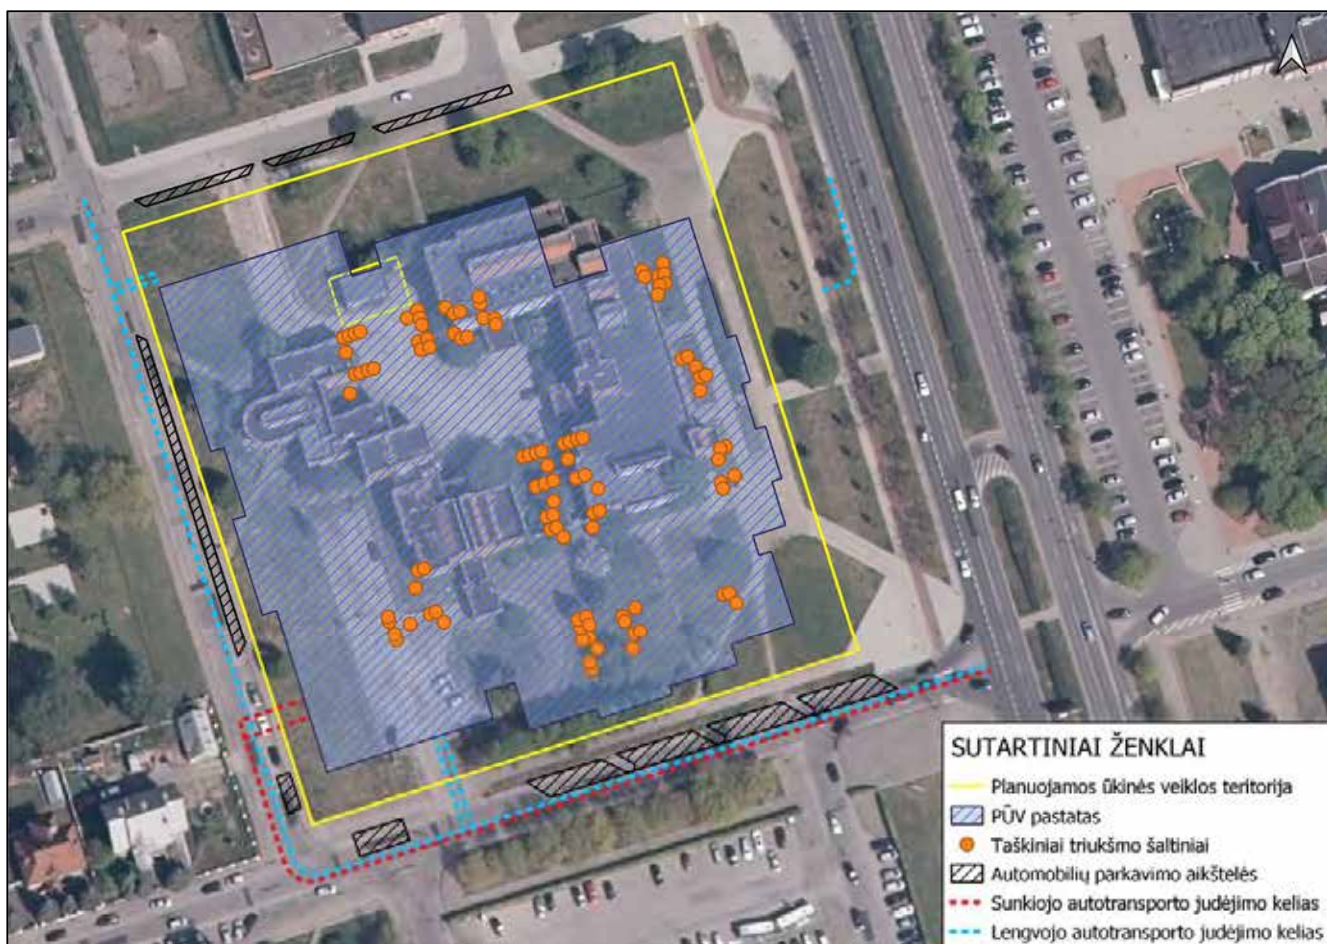 SUTARTINIAI ŽENKLAI
Planuojamos ūkinės veiklos teritorija
PŪV pastatas
Taškiniai triukšmo šaltiniai
Automobilių parkavimo aikštelės
Sunkiojo autotransporto judėjimo kelias
Lengvojo autotransporto judėjimo kelias